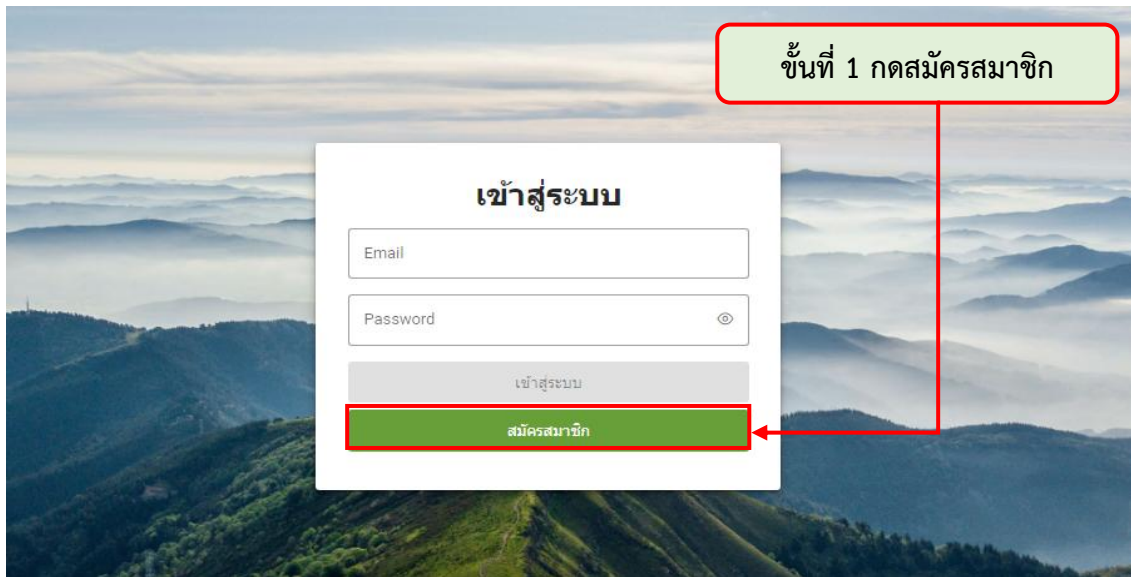 ขั้นที่ 1 กดสมัครสมาชิก
เข้าสู่ระบบ
Email
Password
เข้าสู่ระบบ
สมัครสมาชิก